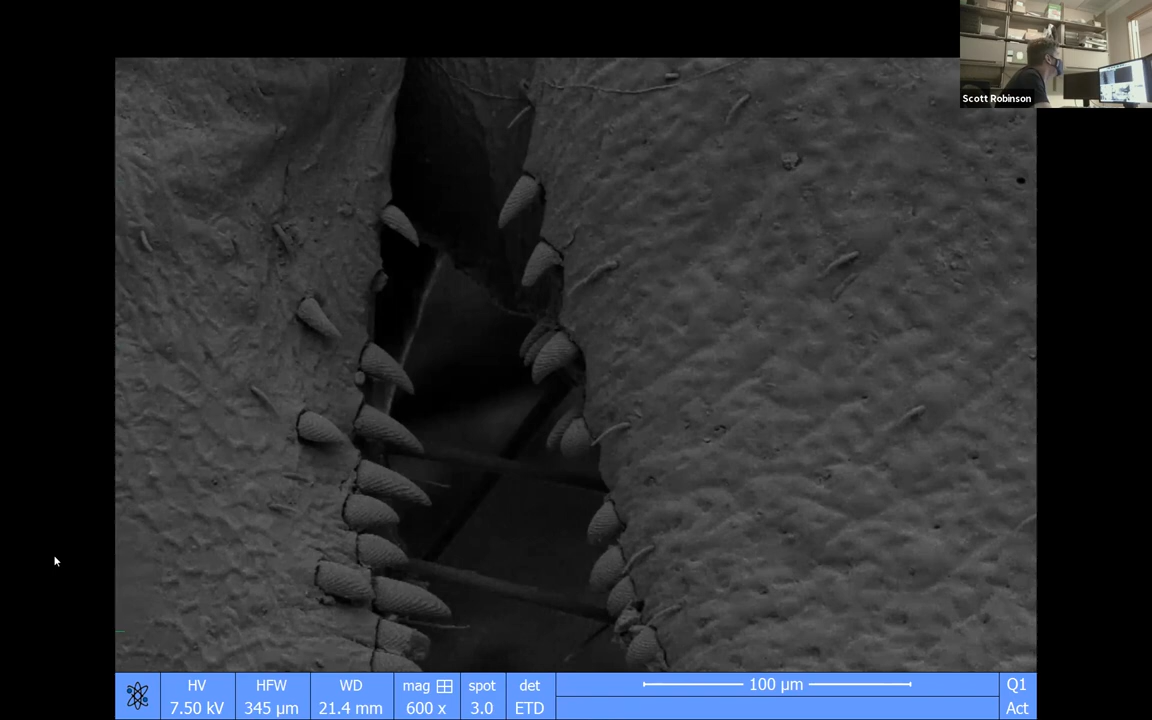 Scott Robinson
HV HFW WD mag spot det 100 µm Q1
7.50 kV 345 µm 21.4 mm 600 x 3.0 ETD Act